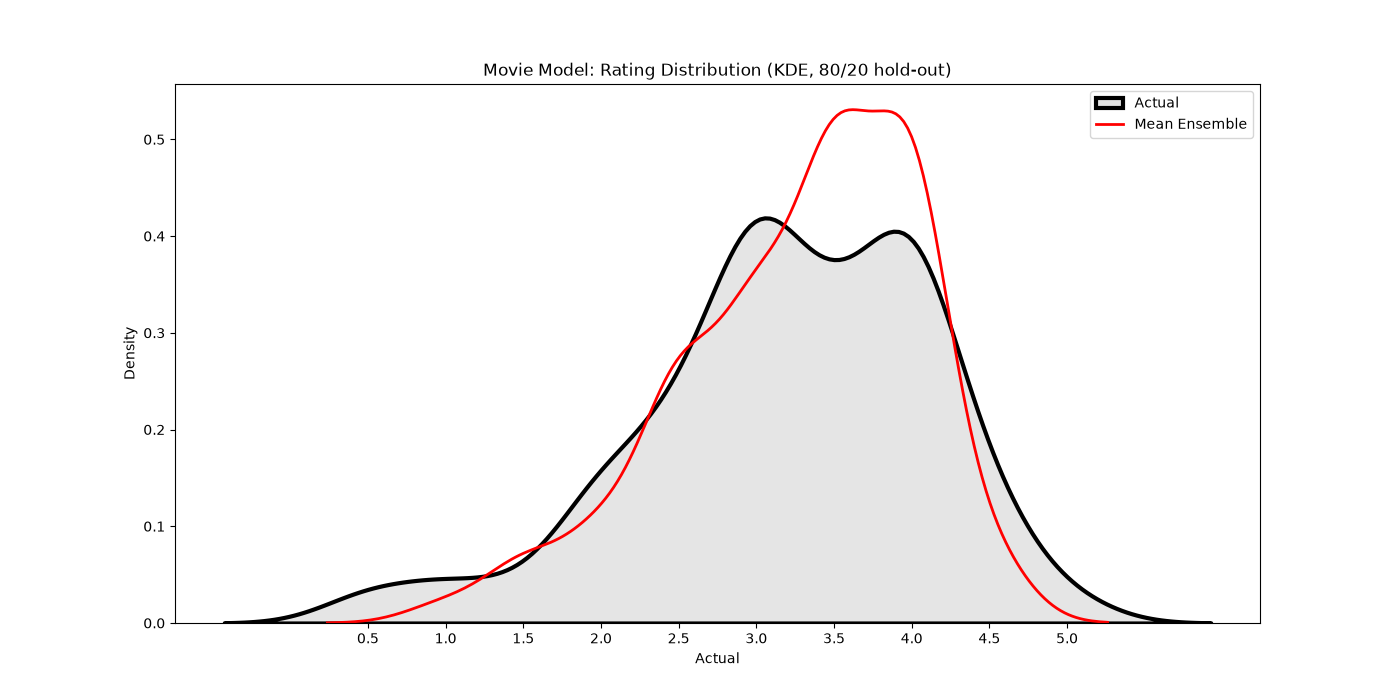 Movie Model: Rating Distribution (KDE, 80/20 hold-out)
Actual
Mean Ensemble
Density
0.5
0.4
0.3
0.2
0.1
0.0
0.5 1.0 1.5 2.0 2.5 3.0 3.5 4.0 4.5 5.0
Actual